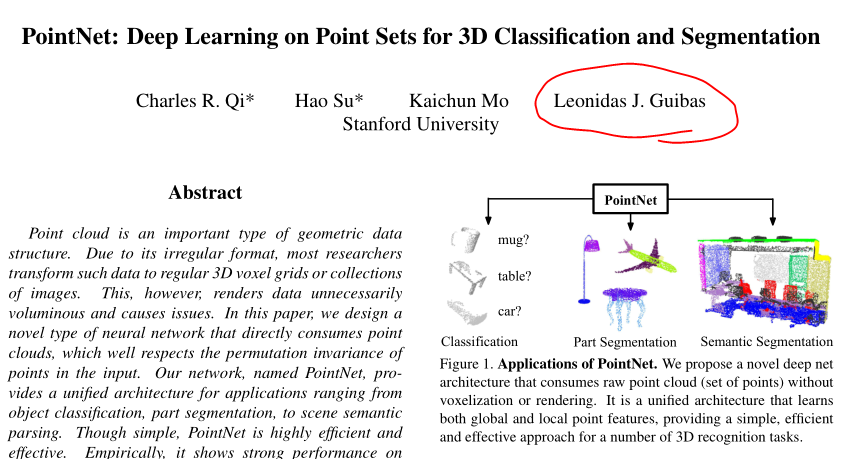 PointNet: Deep Learning on Point Sets for 3D Classification and Segmentation
Charles R. Qi* Hao Su* Kaichun Mo Leonidas J. Guibas
Stanford University
Abstract
Point cloud is an important type of geometric data
structure. Due to its irregular format, most researchers
transform such data to regular 3D voxel grids or collections
of images. This, however, renders data unnecessarily
voluminous and causes issues. In this paper, we design a
novel type of neural network that directly consumes point
clouds, which well respects the permutation invariance of
points in the input. Our network, named PointNet, pro-
vides a unified architecture for applications ranging from
object classification, part segmentation, to scene semantic
parsing. Though simple, PointNet is highly efficient and
effective. Empirically, it shows strong performance on
PointNet
mug?
table?
car?
Classification Part Segmentation Semantic Segmentation
Figure 1. Applications of PointNet. We propose a novel deep net
architecture that consumes raw point cloud (set of points) without
voxelization or rendering. It is a unified architecture that learns
both global and local point features, providing a simple, efficient
and effective approach for a number of 3D recognition tasks.